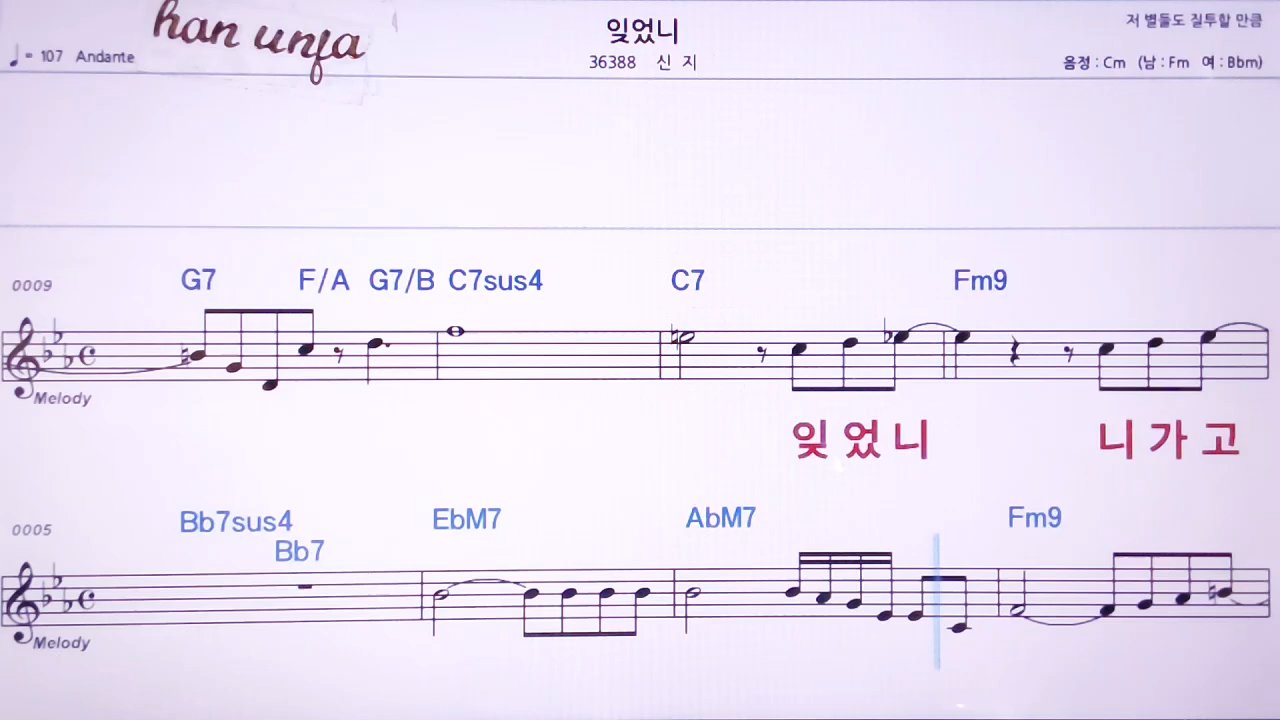 han unja
잊었니
저 별들도 질투할 만큼
♩= 107 Andante
36388 신 지
음정 : Cm (남 : Fm 여 : Bbm)
0009
G7 F/A G7/B C7sus4 C7 Fm9
Melody
잊 었 니 니 가 고
0005
Bb7sus4 EbM7 AbM7 Fm9
Bb7
Melody